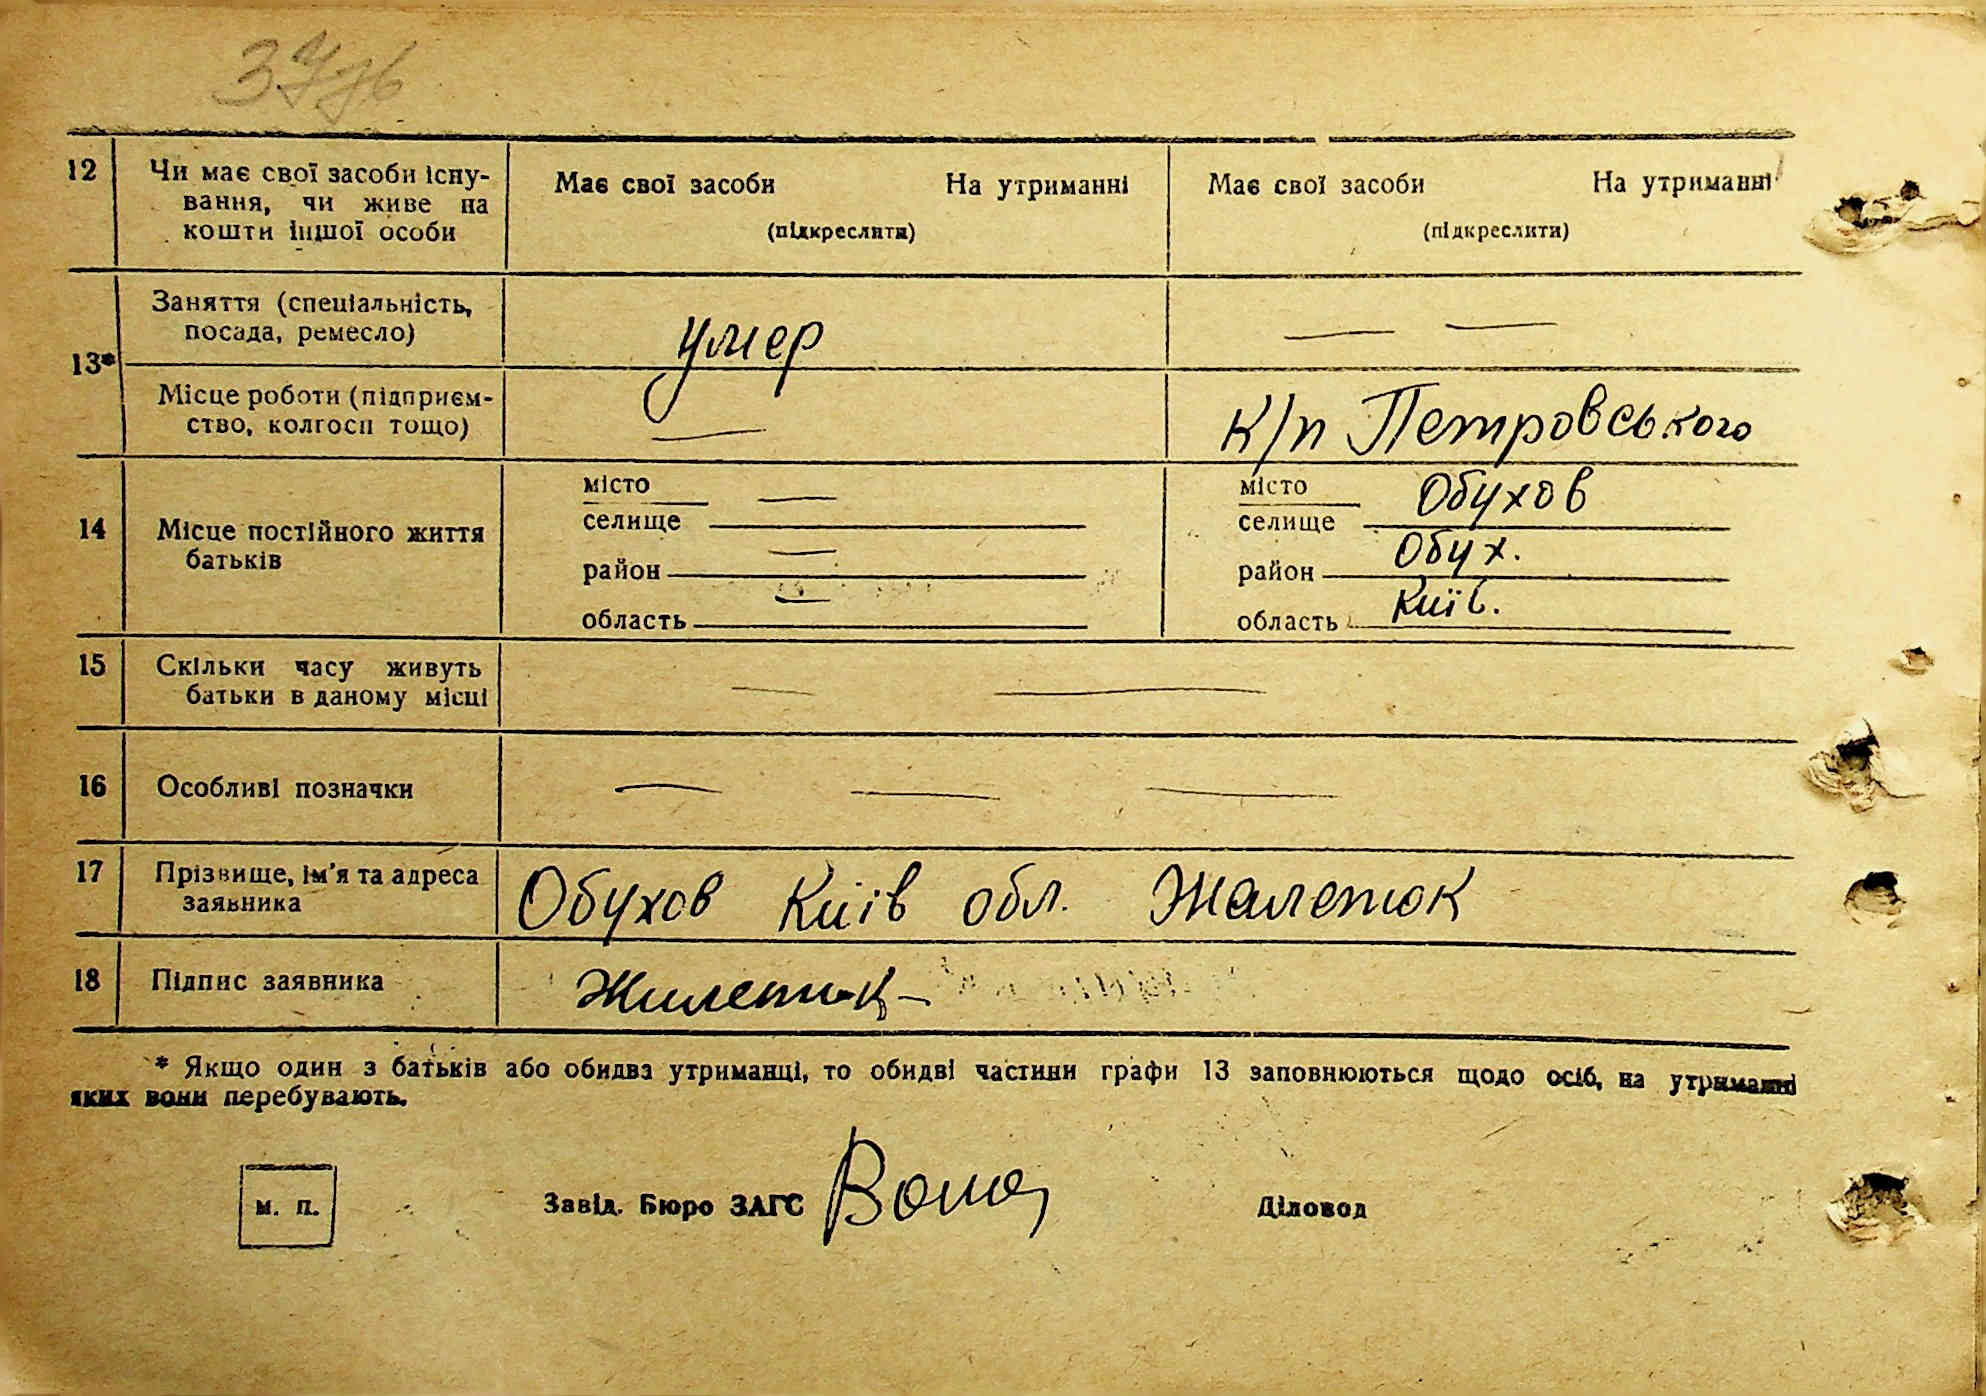 12 Чи має свої засоби існу-
вання, чи живе на
кошти іншої особи
Має свої засоби На утриманні
(підкреслити)
Має свої засоби На утриманні
(підкреслити)
13*
Заняття (спеціальність,
посада, ремесло)
умер
— —
Місце роботи (підприєм-
ство, колгосп тощо)
—
к/п Петровського
14 Місце постійного життя
батьків
місто —
селище
район —
область —
місто Обухов
селище
район Обух.
область Київ.
15 Скільки часу живуть
батьки в даному місці
— —
16 Особливі позначки — — —
17 Прізвище, ім'я та адреса
заявника
Обухов Київ обл. Жалетюк
18 Підпис заявника
* Якщо один з батьків або обидва утриманці, то обидві частини графи 13 заповнюються щодо осіб, на утриманні
яких вони перебувають.
м. п.
Завід. Бюро ЗАГС
Діловод